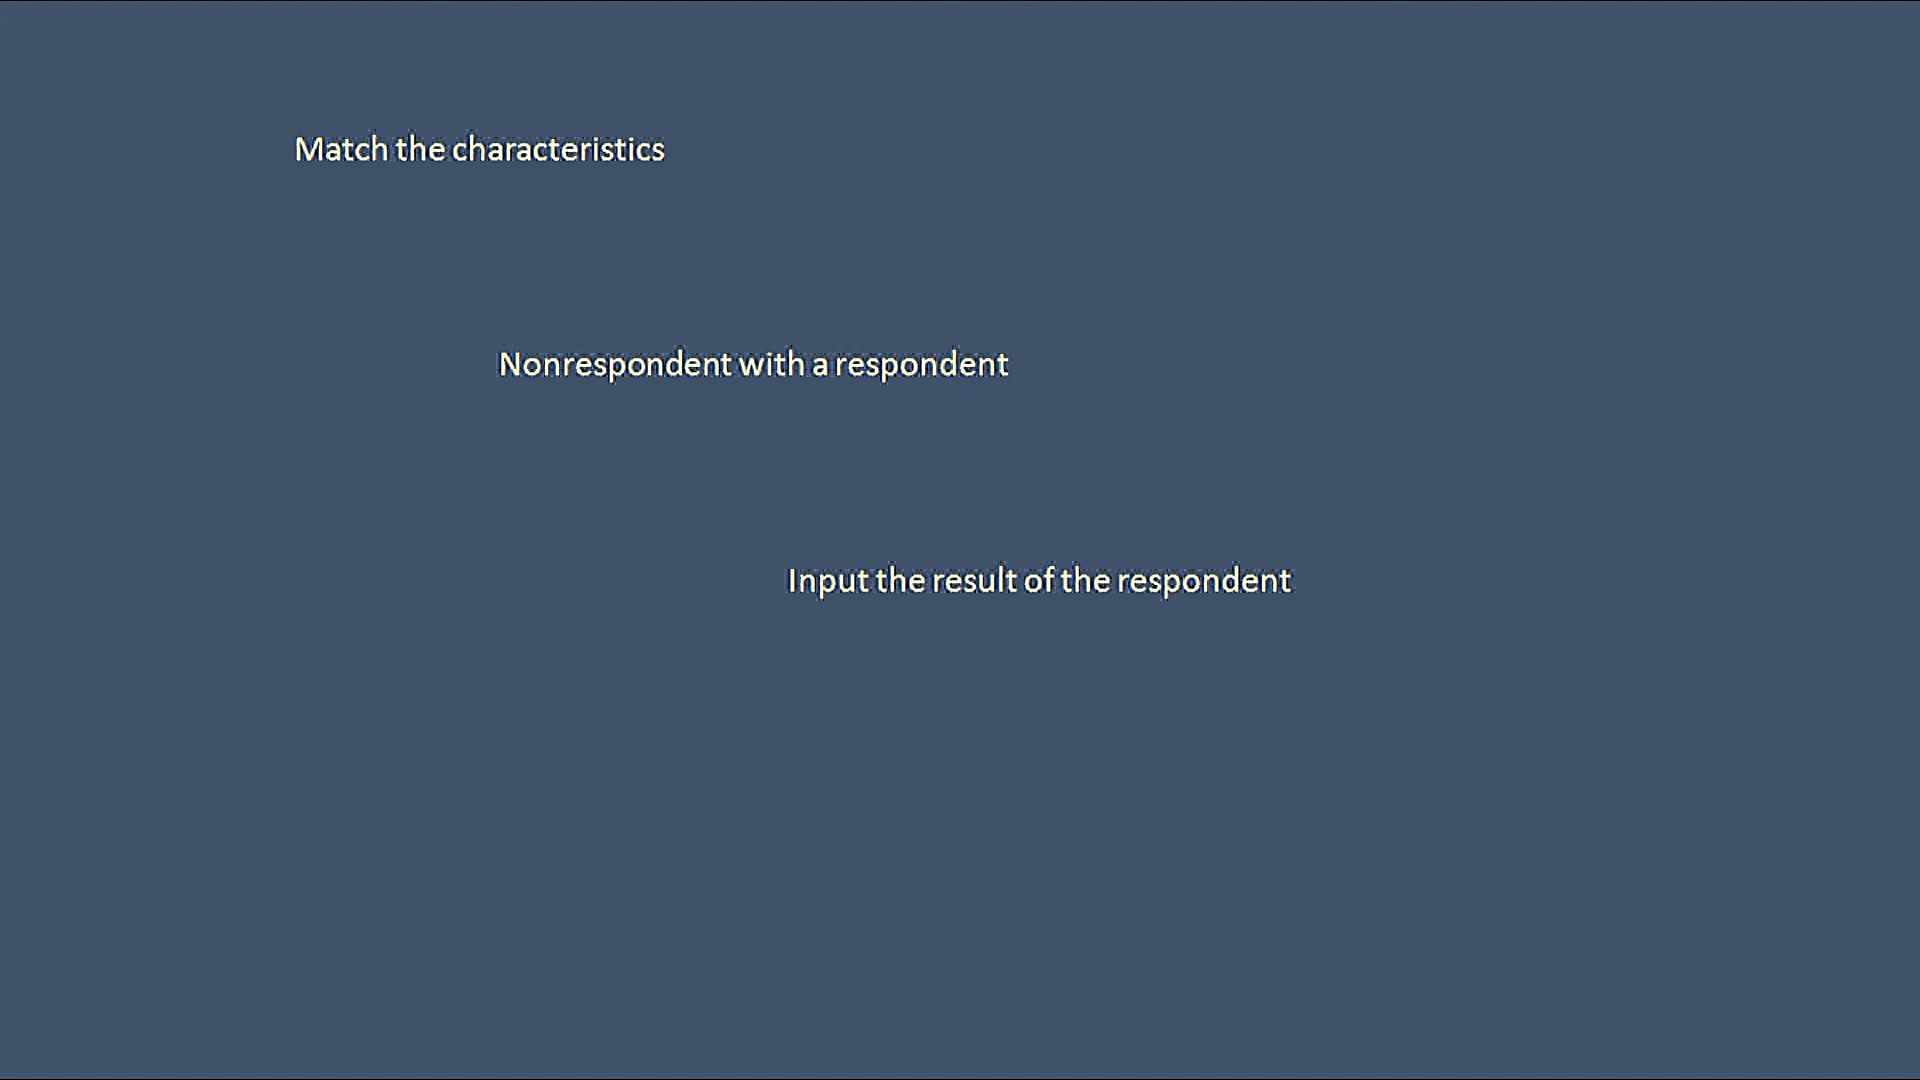 Match the characteristics
Nonrespondent with a respondent
Input the result of the respondent